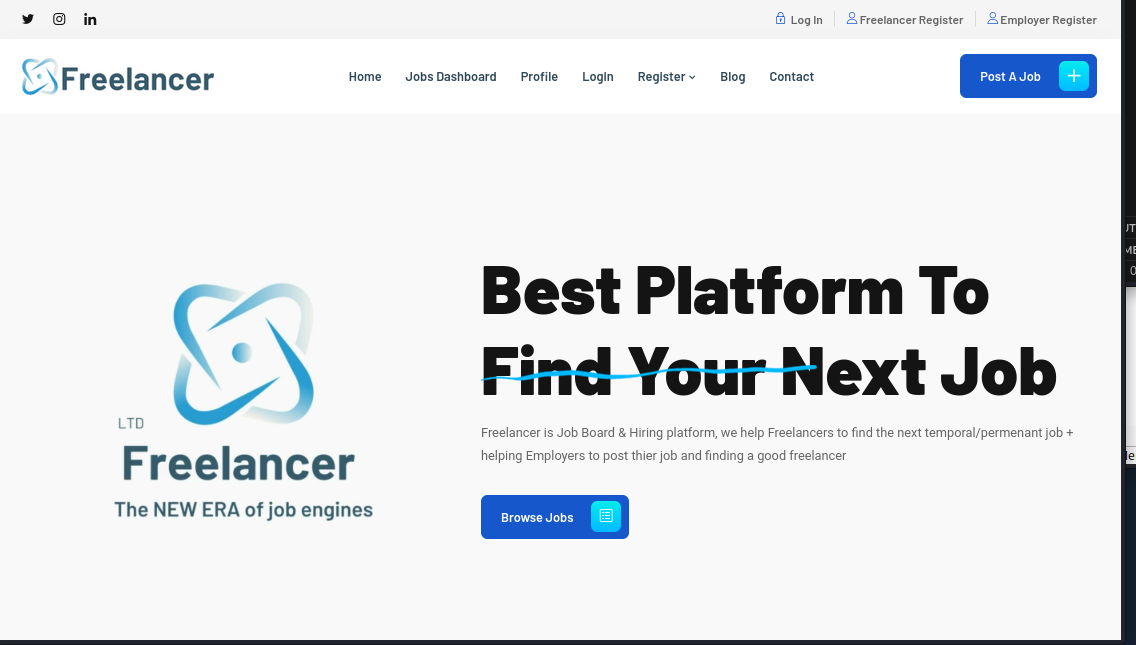 Log In
Freelancer Register
Employer Register
Freelancer
Home
Jobs Dashboard
Profile
LogIn
Register
Blog
Contact
Post A Job
Best Platform To
Find Your Next Job
LTD
Freelancer
The NEW ERA of job engines
Freelancer is Job Board & Hiring platform, we help Freelancers to find the next temporal/permenant job +
helping Employers to post thier job and finding a good freelancer
Browse Jobs